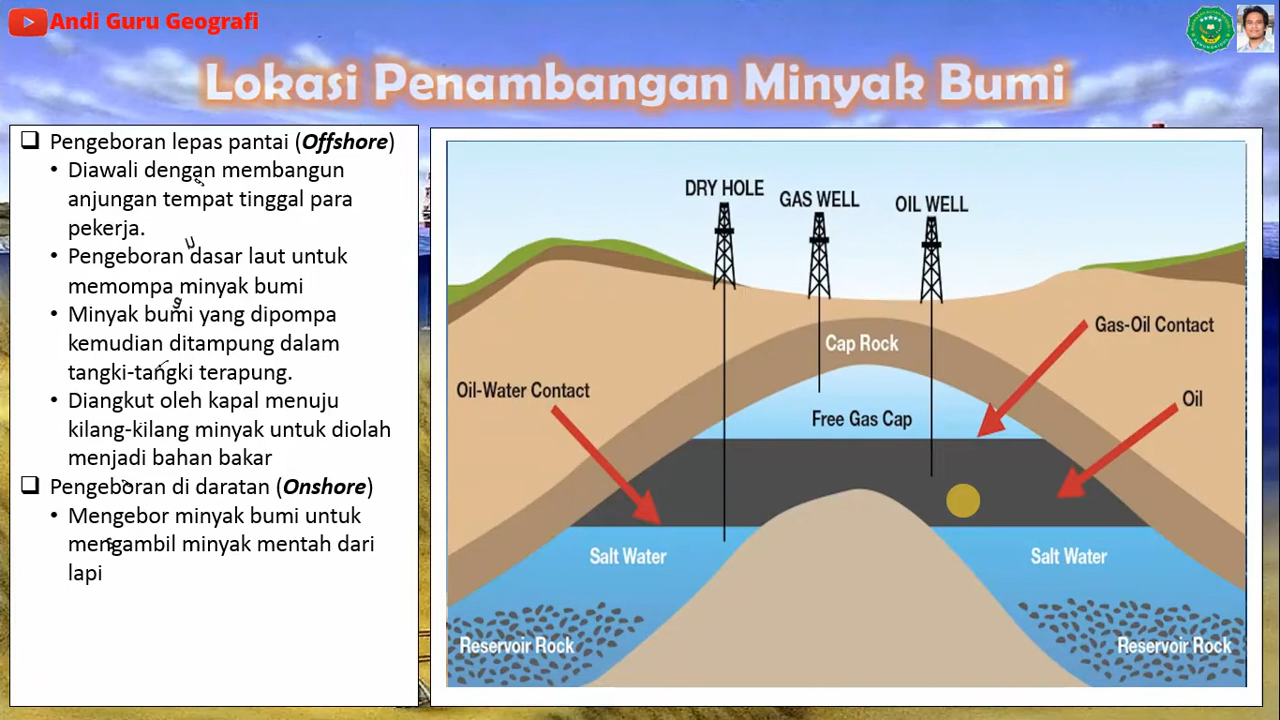 Andi Guru Geografi
Lokasi Penambangan Minyak Bumi
Pengeboran lepas pantai (Offshore)
Diawali dengan membangun
anjungan tempat tinggal para
pekerja.
Pengeboran dasar laut untuk
memompa minyak bumi
Minyak bumi yang dipompa
kemudian ditampung dalam
tangki-tangki terapung.
Diangkut oleh kapal menuju
kilang-kilang minyak untuk diolah
menjadi bahan bakar
Pengeboran di daratan (Onshore)
Mengebor minyak bumi untuk
mengambil minyak mentah dari
lapi
DRY HOLE
GAS WELL
OIL WELL
Gas-Oil Contact
Cap Rock
Oil-Water Contact
Oil
Free Gas Cap
Salt Water
Salt Water
Reservoir Rock
Reservoir Rock